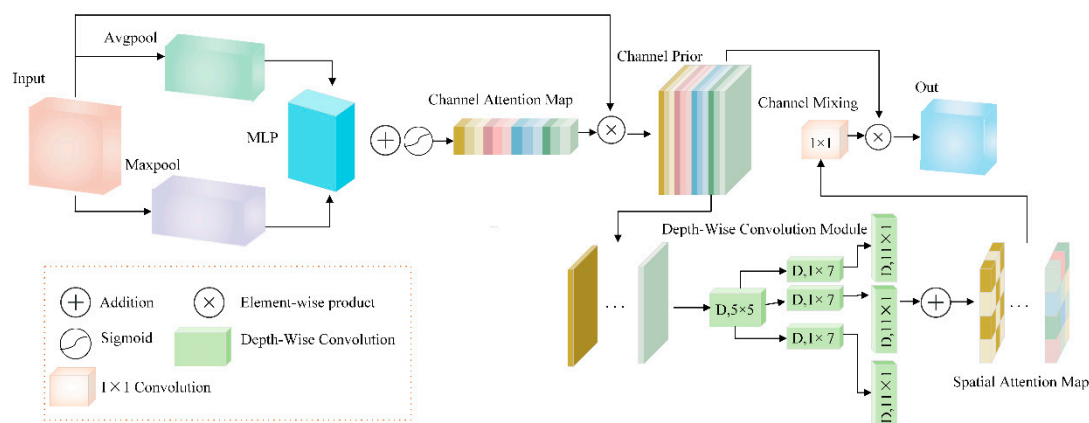 Avgpool
Input
Maxpool
MLP
Channel Attention Map
Channel Prior
Channel Mixing
1×1
Out
Depth-Wise Convolution Module
...
D,5×5
D,1×7
D,1×7
D,1×7
D,11×1
D,11×1
D,11×1
...
Spatial Attention Map
Addition
Element-wise product
Sigmoid
Depth-Wise Convolution
1×1 Convolution